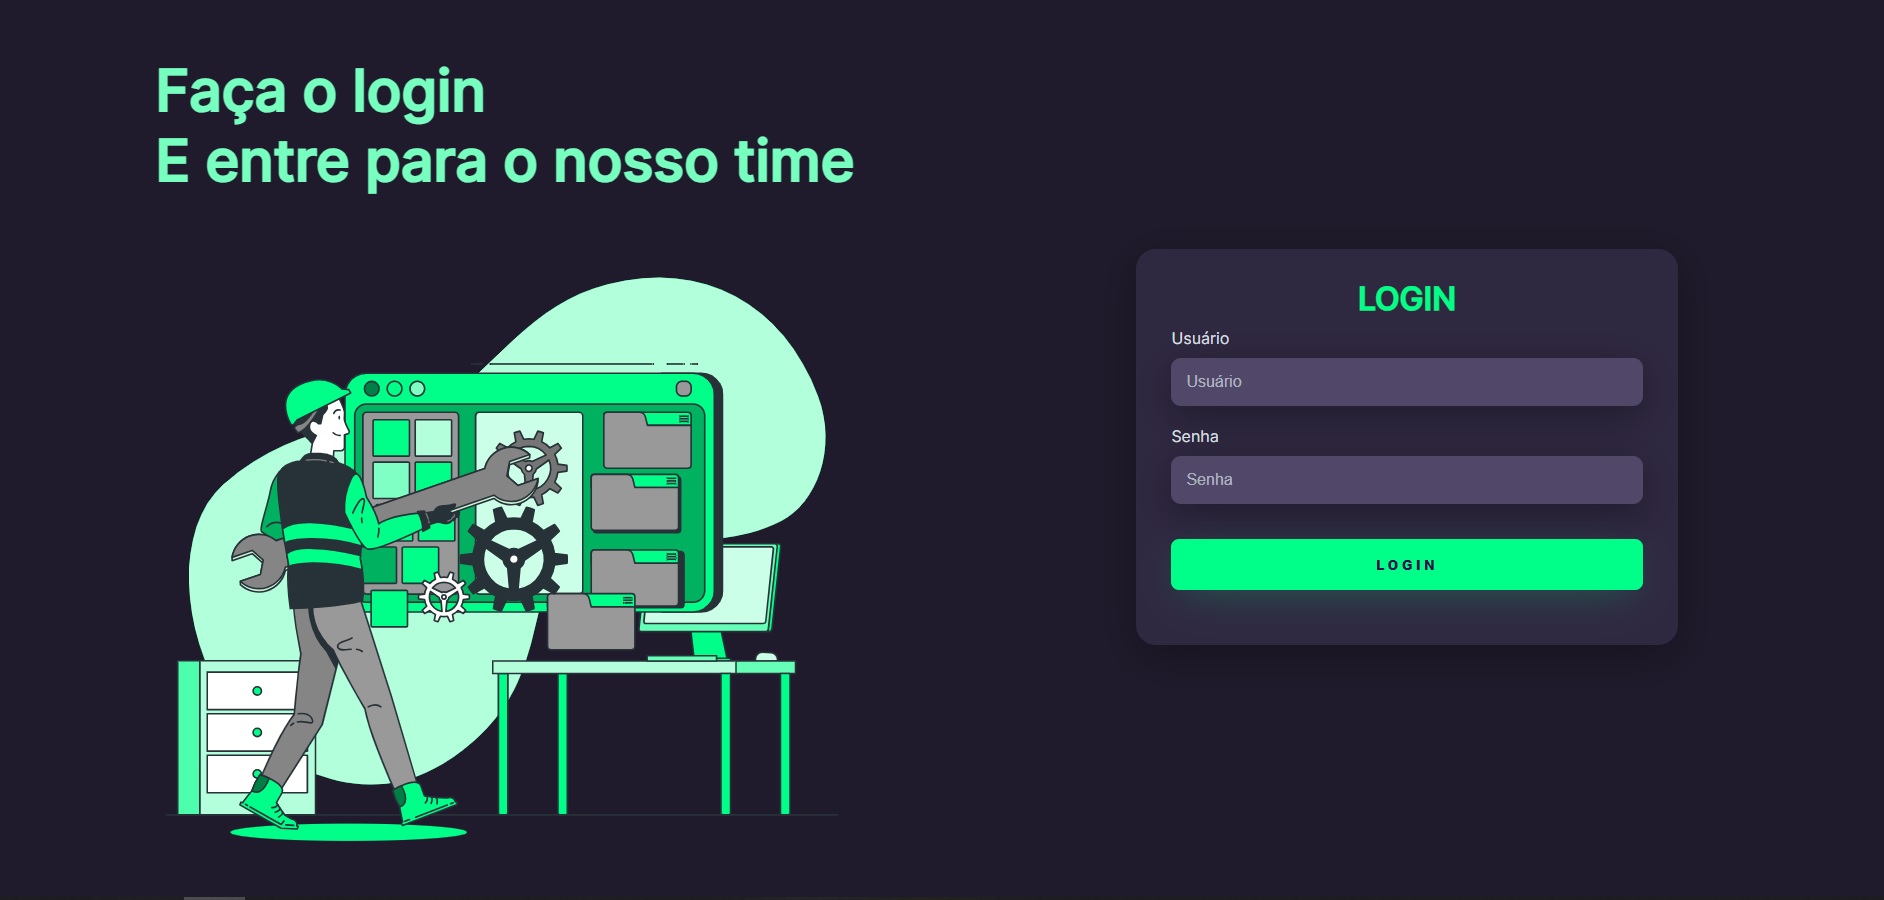 Faça o login
E entre para o nosso time
LOGIN
Usuário
Usuário
Senha
Senha
LOGIN